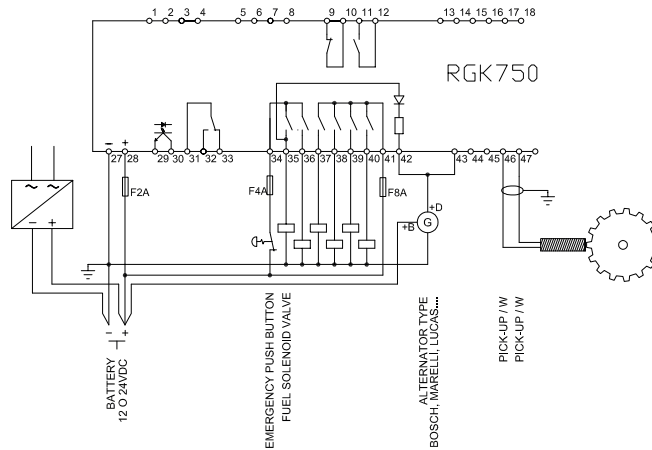 1 2 3 4 5 6 7 8 9 10 11 12 13 14 15 16 17 18
RGK750
− +
27 28 29 30 31 32 33 34 35 36 37 38 39 40 41 42 43 44 45 46 47
F2A
F4A
F8A
+D
+B
G
~ ~
− +
- +
BATTERY
12 O 24VDC
EMERGENCY PUSH BUTTON
FUEL SOLENOID VALVE
ALTERNATOR TYPE
BOSCH, MARELLI, LUCAS....
PICK-UP / W
PICK-UP / W